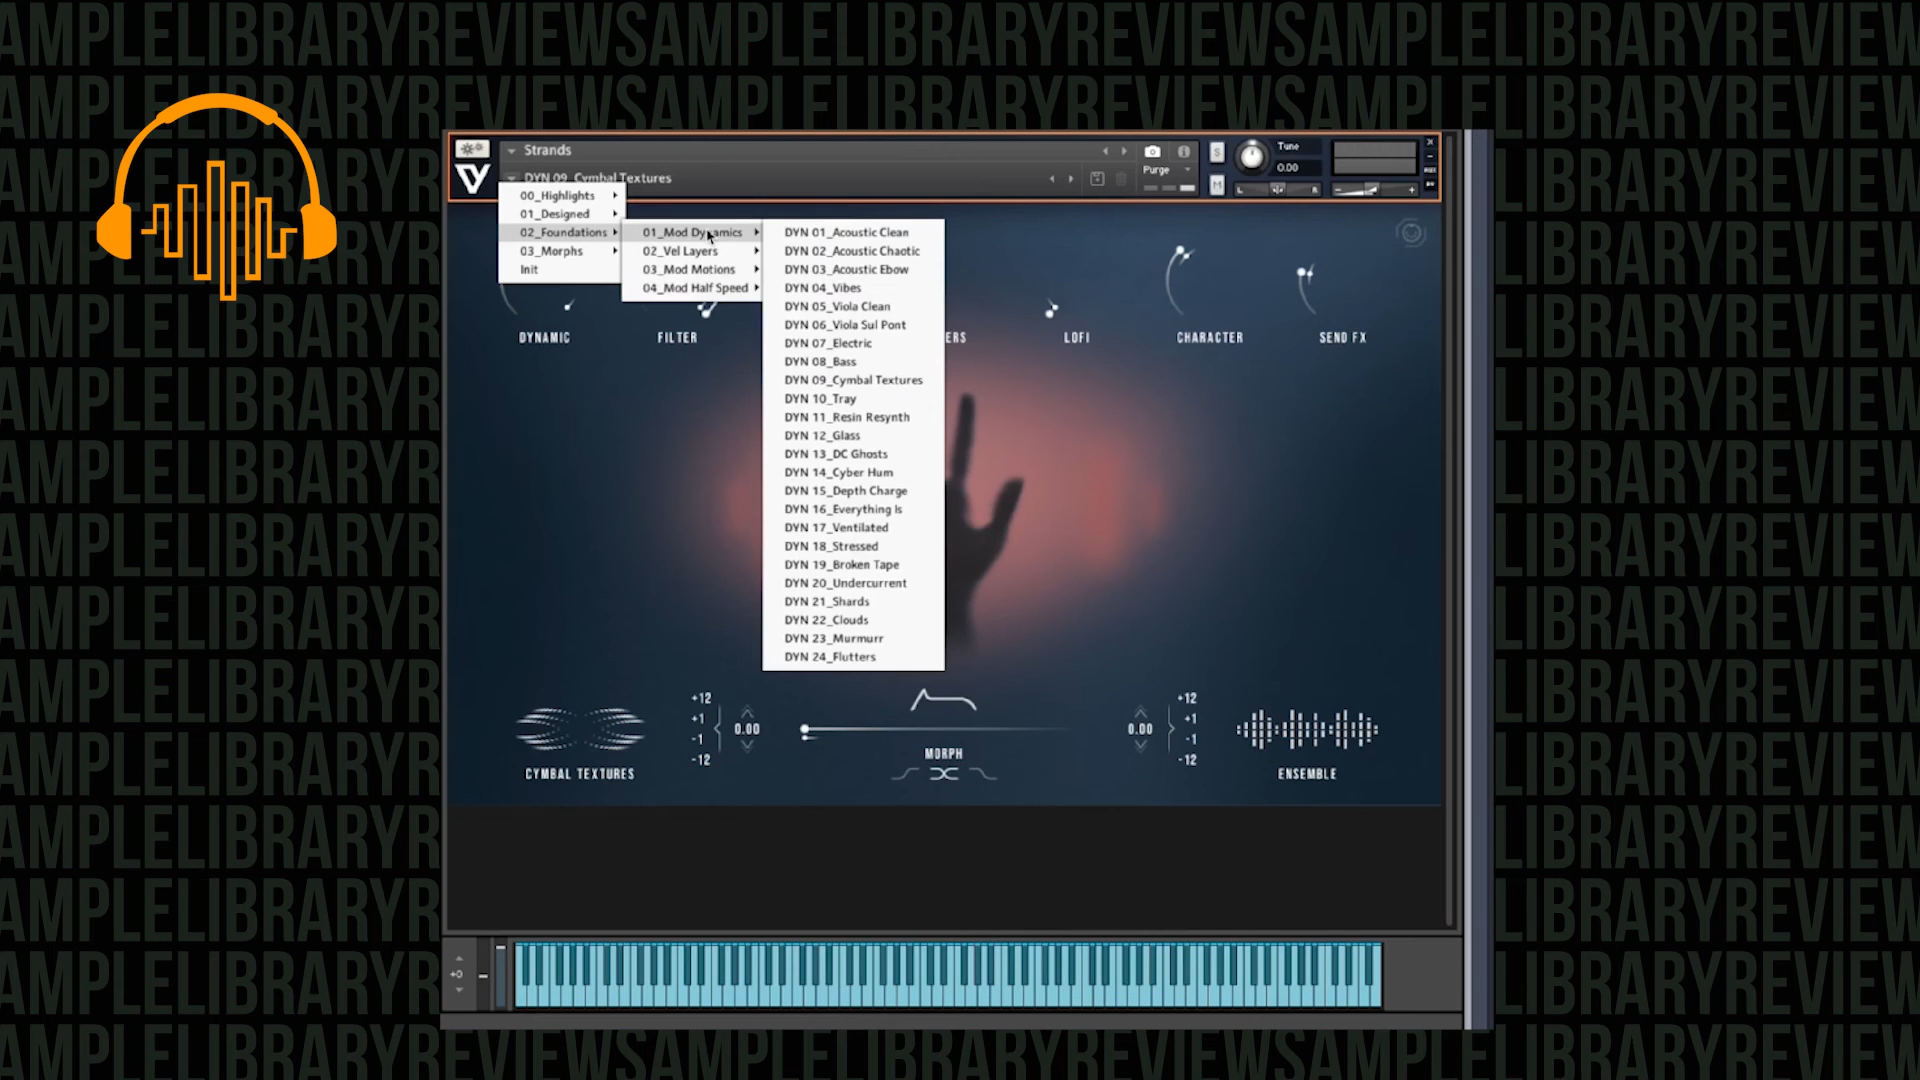 SAMPLELIBRARYREVIEWSAMPLELIBRARYREVIEW
Strands
DYN 09_Cymbal Textures
Purge
S
M
Tune
0.00
L
R
AUX
PV
00_Highlights
01_Designed
02_Foundations
03_Morphs
Init
01_Mod Dynamics
02_Vel Layers
03_Mod Motions
04_Mod Half Speed
DYN 01_Acoustic Clean
DYN 02_Acoustic Chaotic
DYN 03_Acoustic Ebow
DYN 04_Vibes
DYN 05_Viola Clean
DYN 06_Viola Sul Pont
DYN 07_Electric
DYN 08_Bass
DYN 09_Cymbal Textures
DYN 10_Tray
DYN 11_Resin Resynth
DYN 12_Glass
DYN 13_DC Ghosts
DYN 14_Cyber Hum
DYN 15_Depth Charge
DYN 16_Everything Is
DYN 17_Ventilated
DYN 18_Stressed
DYN 19_Broken Tape
DYN 20_Undercurrent
DYN 21_Shards
DYN 22_Clouds
DYN 23_Murmurr
DYN 24_Flutters
DYNAMIC
FILTER
ERS
LOFI
CHARACTER
SEND FX
+12
+1
-1
-12
0.00
MORPH
0.00
+12
+1
-1
-12
CYMBAL TEXTURES
ENSEMBLE
+0